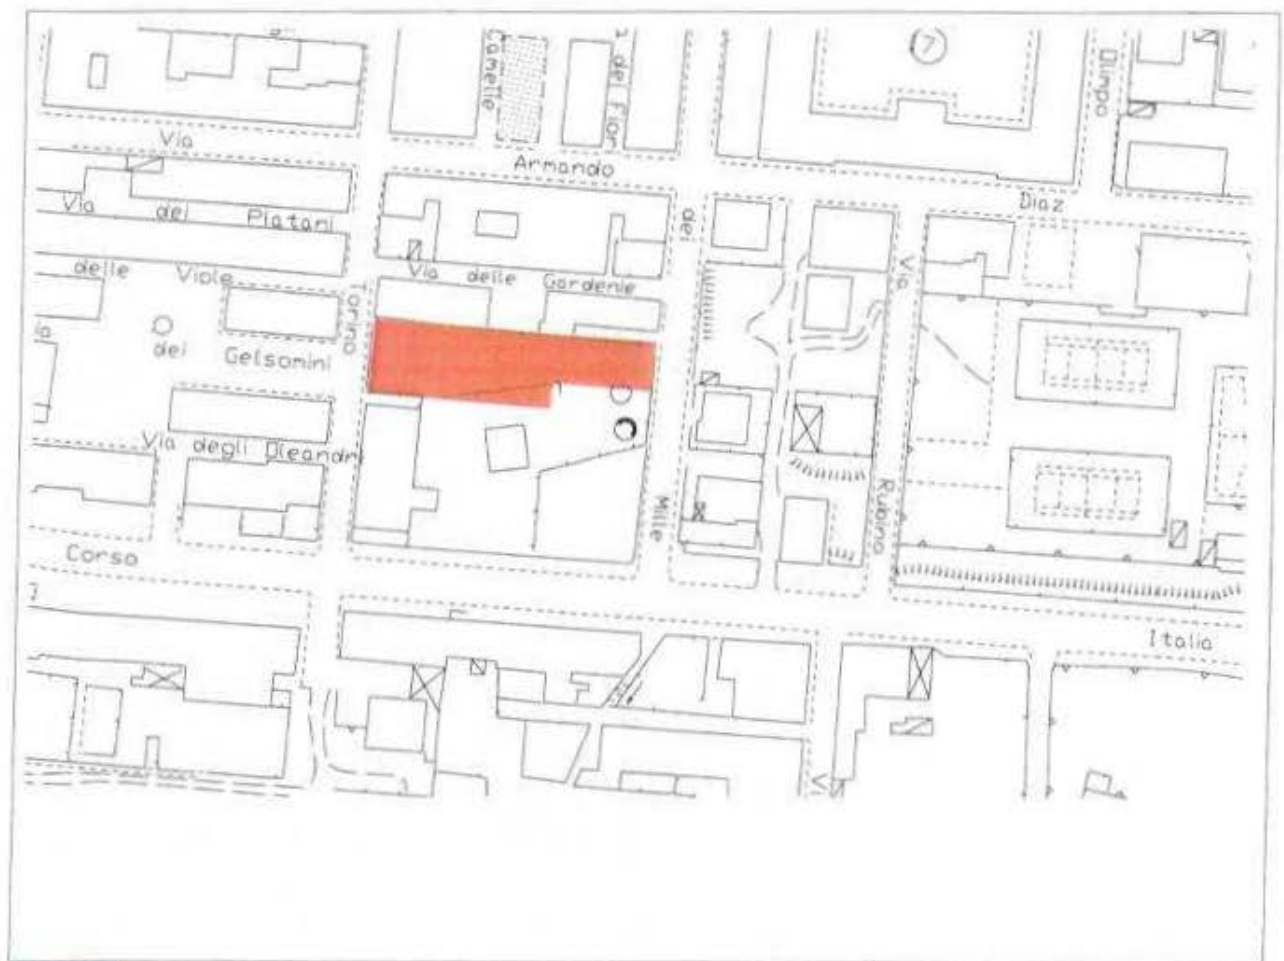 Camelie
dei Fiori
7
Olimpo
Via
Armando
Diaz
Via dei Platani
dei
Via
delle Viole
Via delle Gardenie
Torino
dei Gelsomini
Via degli Oleandri
Mille
Rubino
Corso
Italia